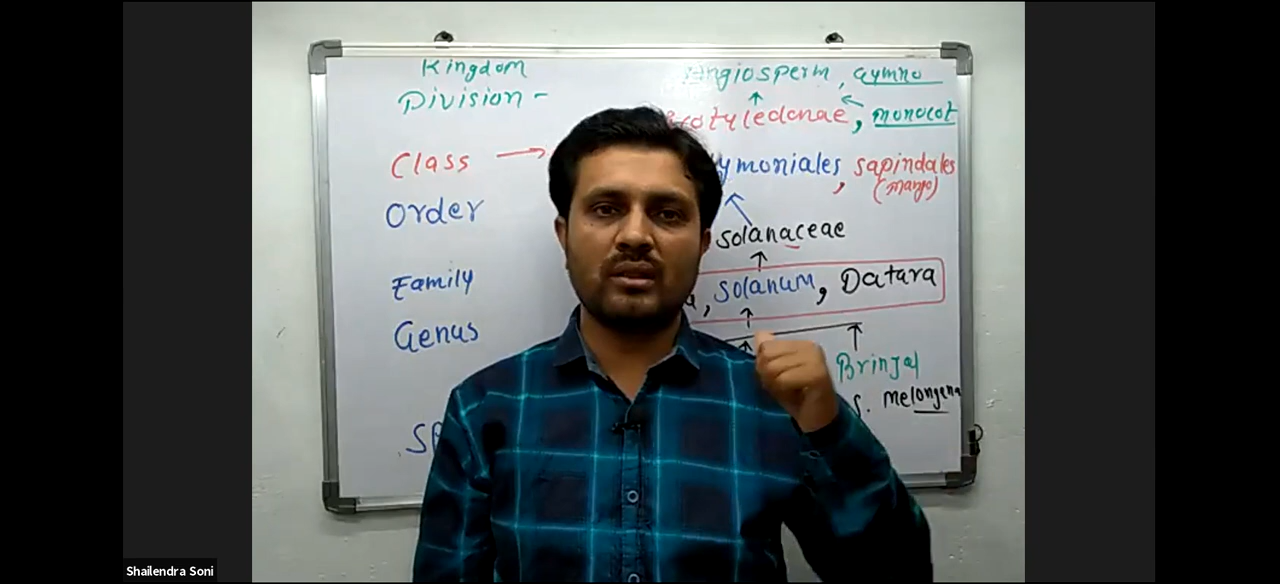 Kingdom
Angiosperm, Gymno
Division -
cotyledonae, monocot
Class →
ymoniales, sapindales
(mango)
Order
solanaceae
Family
a, solanum, Datara
Genus
Brinjal
S. melongena
Shailendra Soni